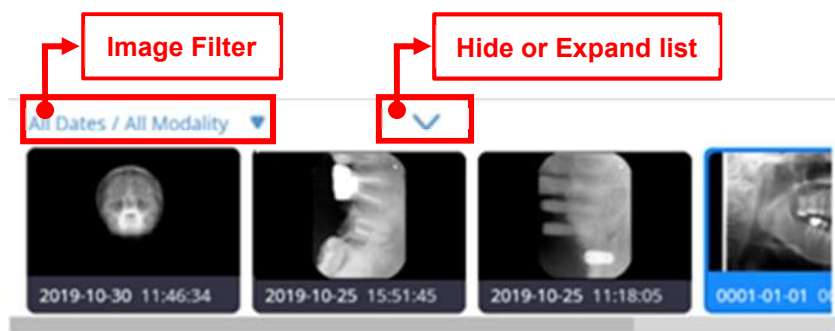 Image Filter
Hide or Expand list
All Dates / All Modality
2019-10-30 11:46:34
2019-10-25 15:51:45
2019-10-25 11:18:05
0001-01-01